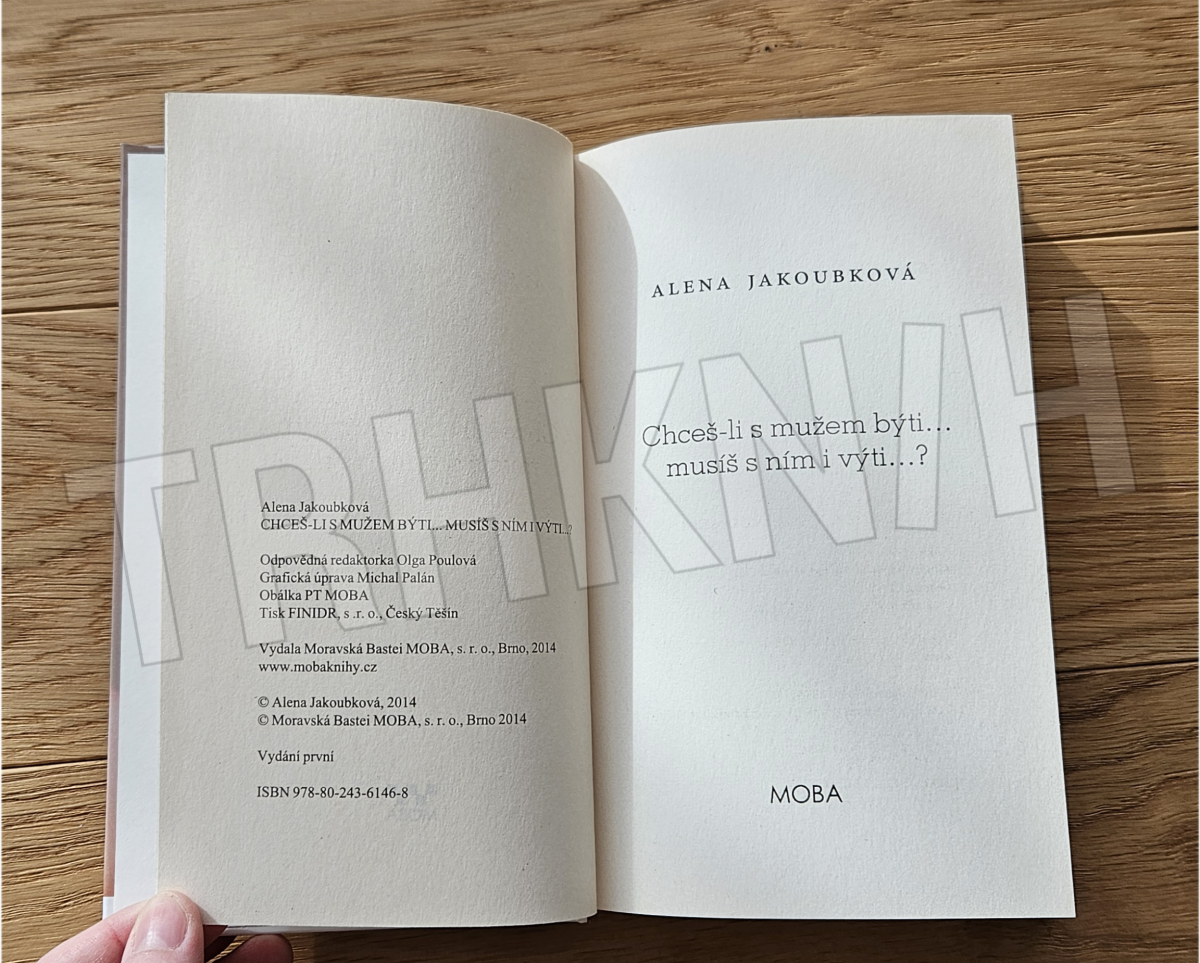 Alena Jakoubková
CHCEŠ-LI S MUŽEM BÝTI... MUSÍŠ S NÍM I VÝTI...?
Odpovědná redaktorka Olga Poulová
Grafická úprava Michal Palán
Obálka PT MOBA
Tisk FINIDR, s .r. o., Český Těšín
Vydala Moravská Bastei MOBA, s. r. o., Brno, 2014
www.mobaknihy.cz
© Alena Jakoubková, 2014
© Moravská Bastei MOBA, s. r. o., Brno 2014
Vydání první
ISBN 978-80-243-6146-8
ALENA JAKOUBKOVÁ
Chceš-li s mužem býti...
musíš s ním i výti...?
MOBA
TRHKNIH